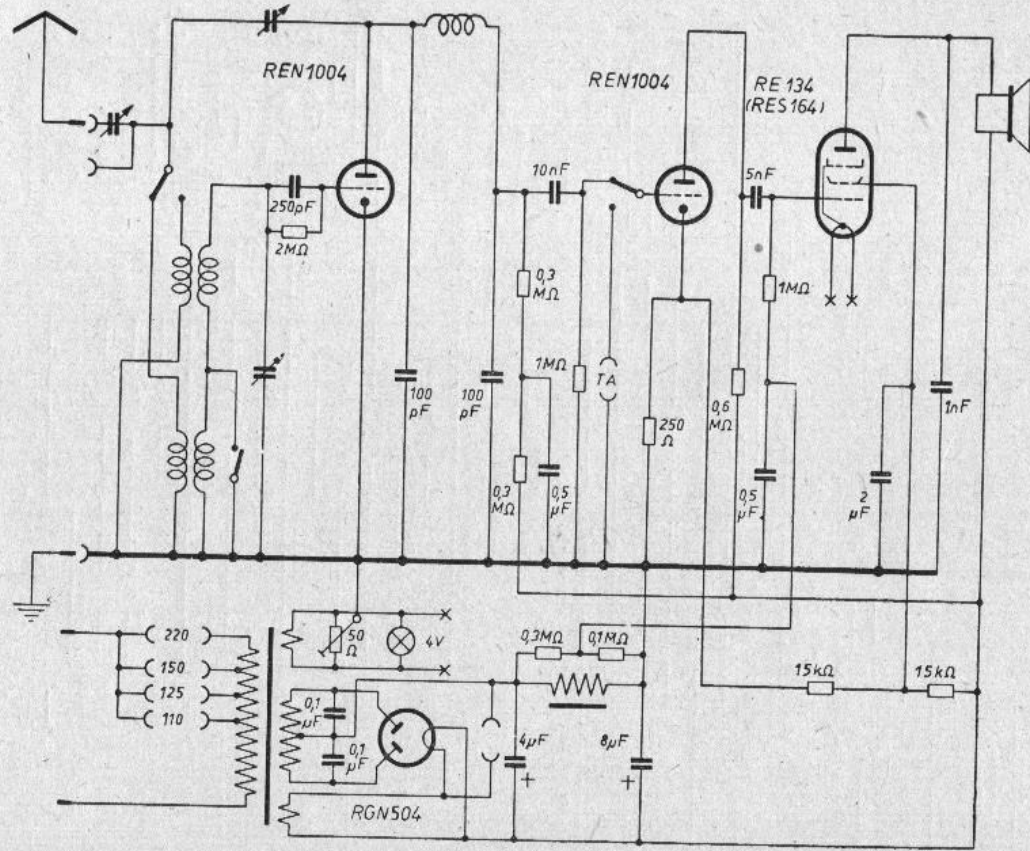 REN1004
REN1004
RE 134
(RES164)
250pF
2MΩ
10nF
5nF
0,3
MΩ
1MΩ
1MΩ
TA
100
pF
100
pF
0,3
MΩ
0,5
µF
250
Ω
0,6
MΩ
0,5
µF
2
µF
1nF
220
150
125
110
50
Ω
4V
0,3MΩ
0,1MΩ
15kΩ
15kΩ
0,1
µF
0,1
µF
4µF
+
8µF
+
RGN504